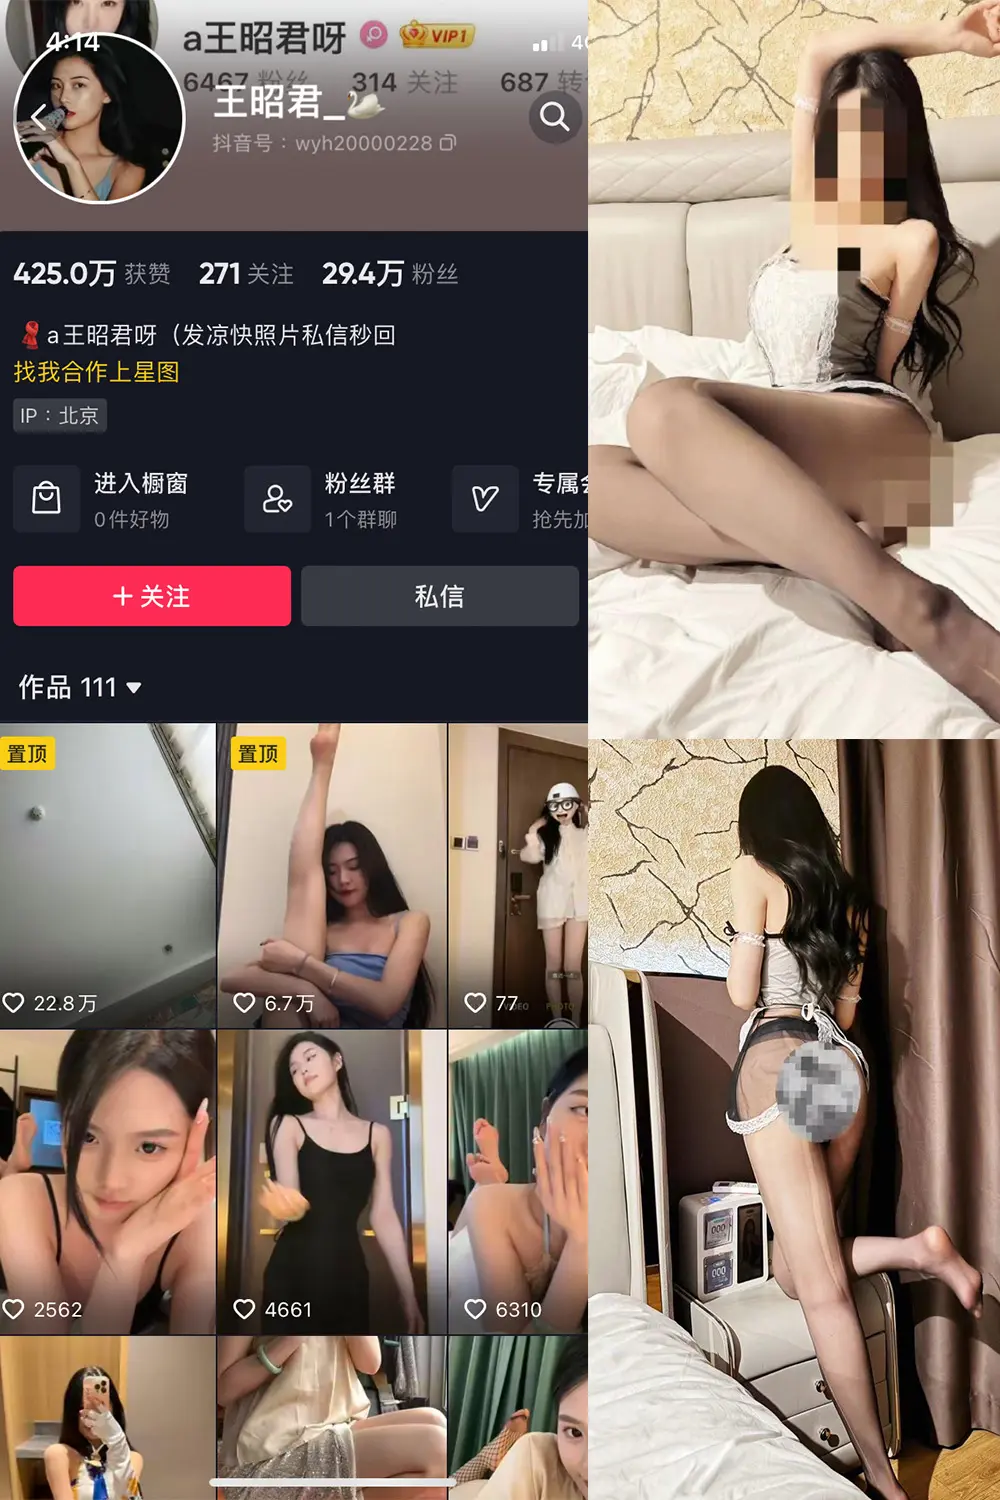 4:14
a王昭君呀
VIP1
4G
6467 粉丝 314 关注 687
王昭君_
抖音号：wyh20000228
425.0万 获赞 271 关注 29.4万 粉丝
a王昭君呀（发凉快照片私信秒回
找我合作上星图
IP：北京
进入橱窗
0件好物
粉丝群
1个群聊
专属
抢先加
+ 关注
私信
作品 111
置顶
置顶
22.8万
6.7万
77
VIDEO PHOTO
2562
4661
6310
000
000